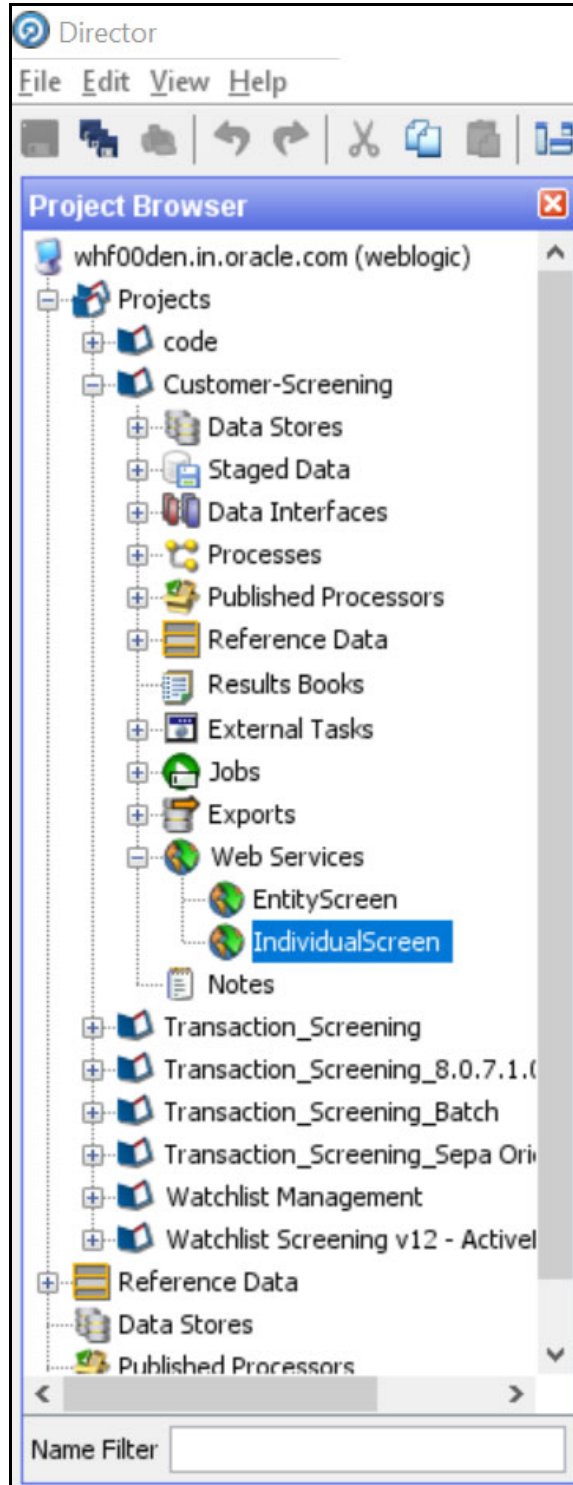 Director
File Edit View Help
Project Browser
whf00den.in.oracle.com (weblogic)
Projects
code
Customer-Screening
Data Stores
Staged Data
Data Interfaces
Processes
Published Processors
Reference Data
Results Books
External Tasks
Jobs
Exports
Web Services
EntityScreen
IndividualScreen
Notes
Transaction_Screening
Transaction_Screening_8.0.7.1.(
Transaction_Screening_Batch
Transaction_Screening_Sepa Ori
Watchlist Management
Watchlist Screening v12 - Active
Reference Data
Data Stores
Published Processors
Name Filter